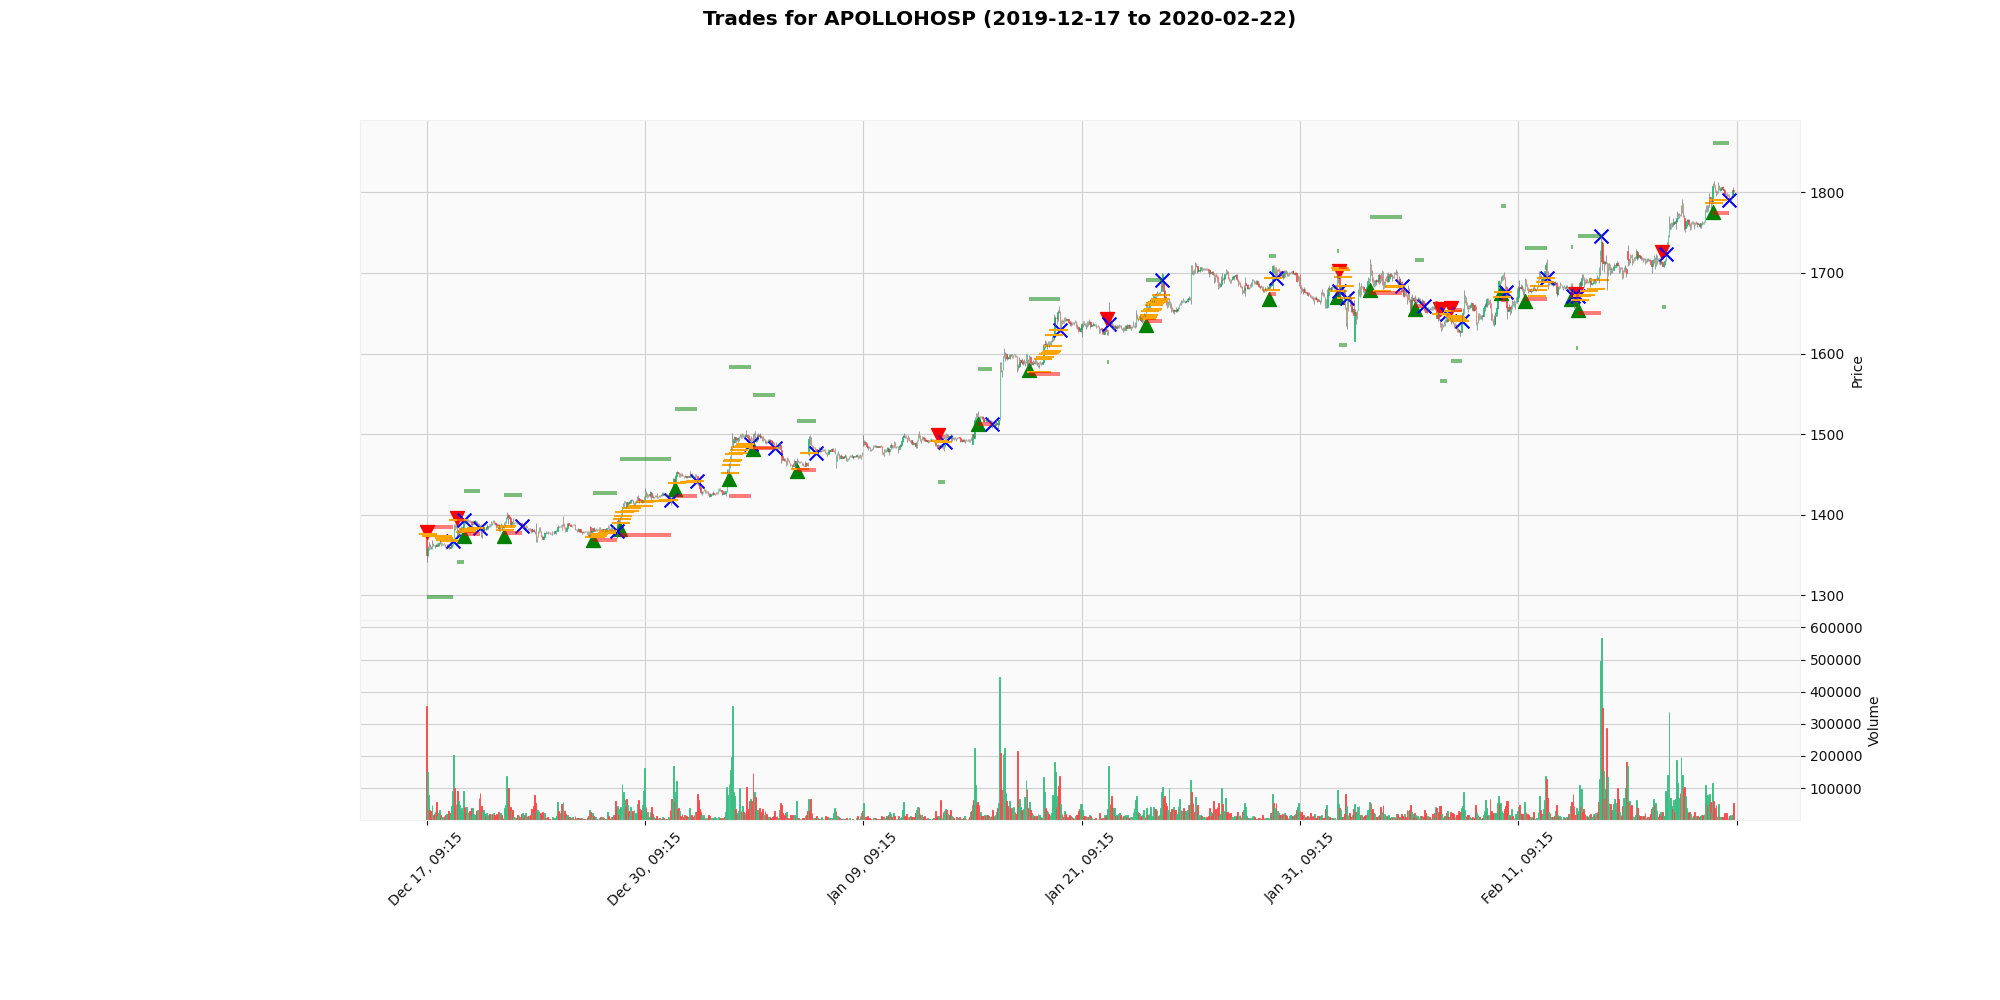 Trades for APOLLOHOSP (2019-12-17 to 2020-02-22)
1800
1700
1600
1500
1400
1300
Price
600000
500000
400000
300000
200000
100000
Volume
Dec 17, 09:15
Dec 30, 09:15
Jan 09, 09:15
Jan 21, 09:15
Jan 31, 09:15
Feb 11, 09:15